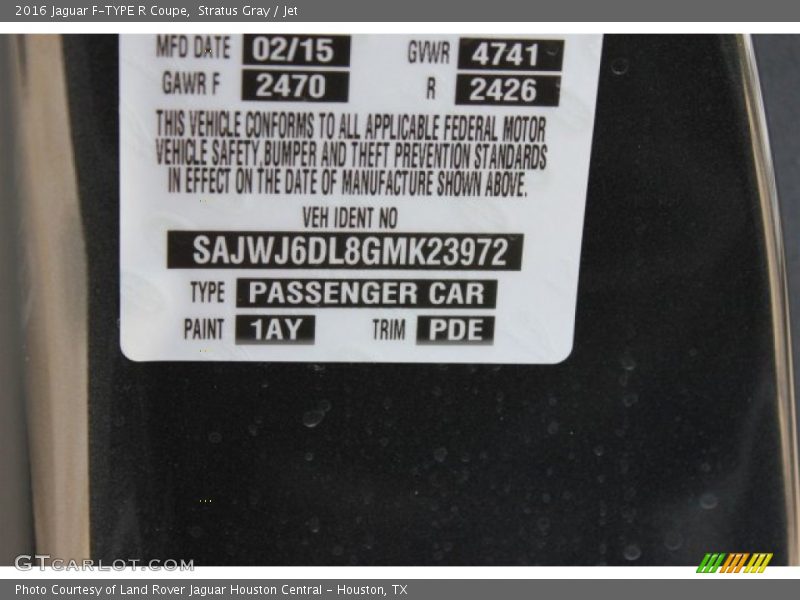 2016 Jaguar F-TYPE R Coupe, Stratus Gray / Jet
MFD DATE 02/15 GVWR 4741
GAWR F 2470 R 2426
THIS VEHICLE CONFORMS TO ALL APPLICABLE FEDERAL MOTOR
VEHICLE SAFETY,BUMPER AND THEFT PREVENTION STANDARDS
IN EFFECT ON THE DATE OF MANUFACTURE SHOWN ABOVE.
VEH IDENT NO
SAJWJ6DL8GMK23972
TYPE PASSENGER CAR
PAINT 1AY TRIM PDE
GTCARLOT.COM
Photo Courtesy of Land Rover Jaguar Houston Central - Houston, TX